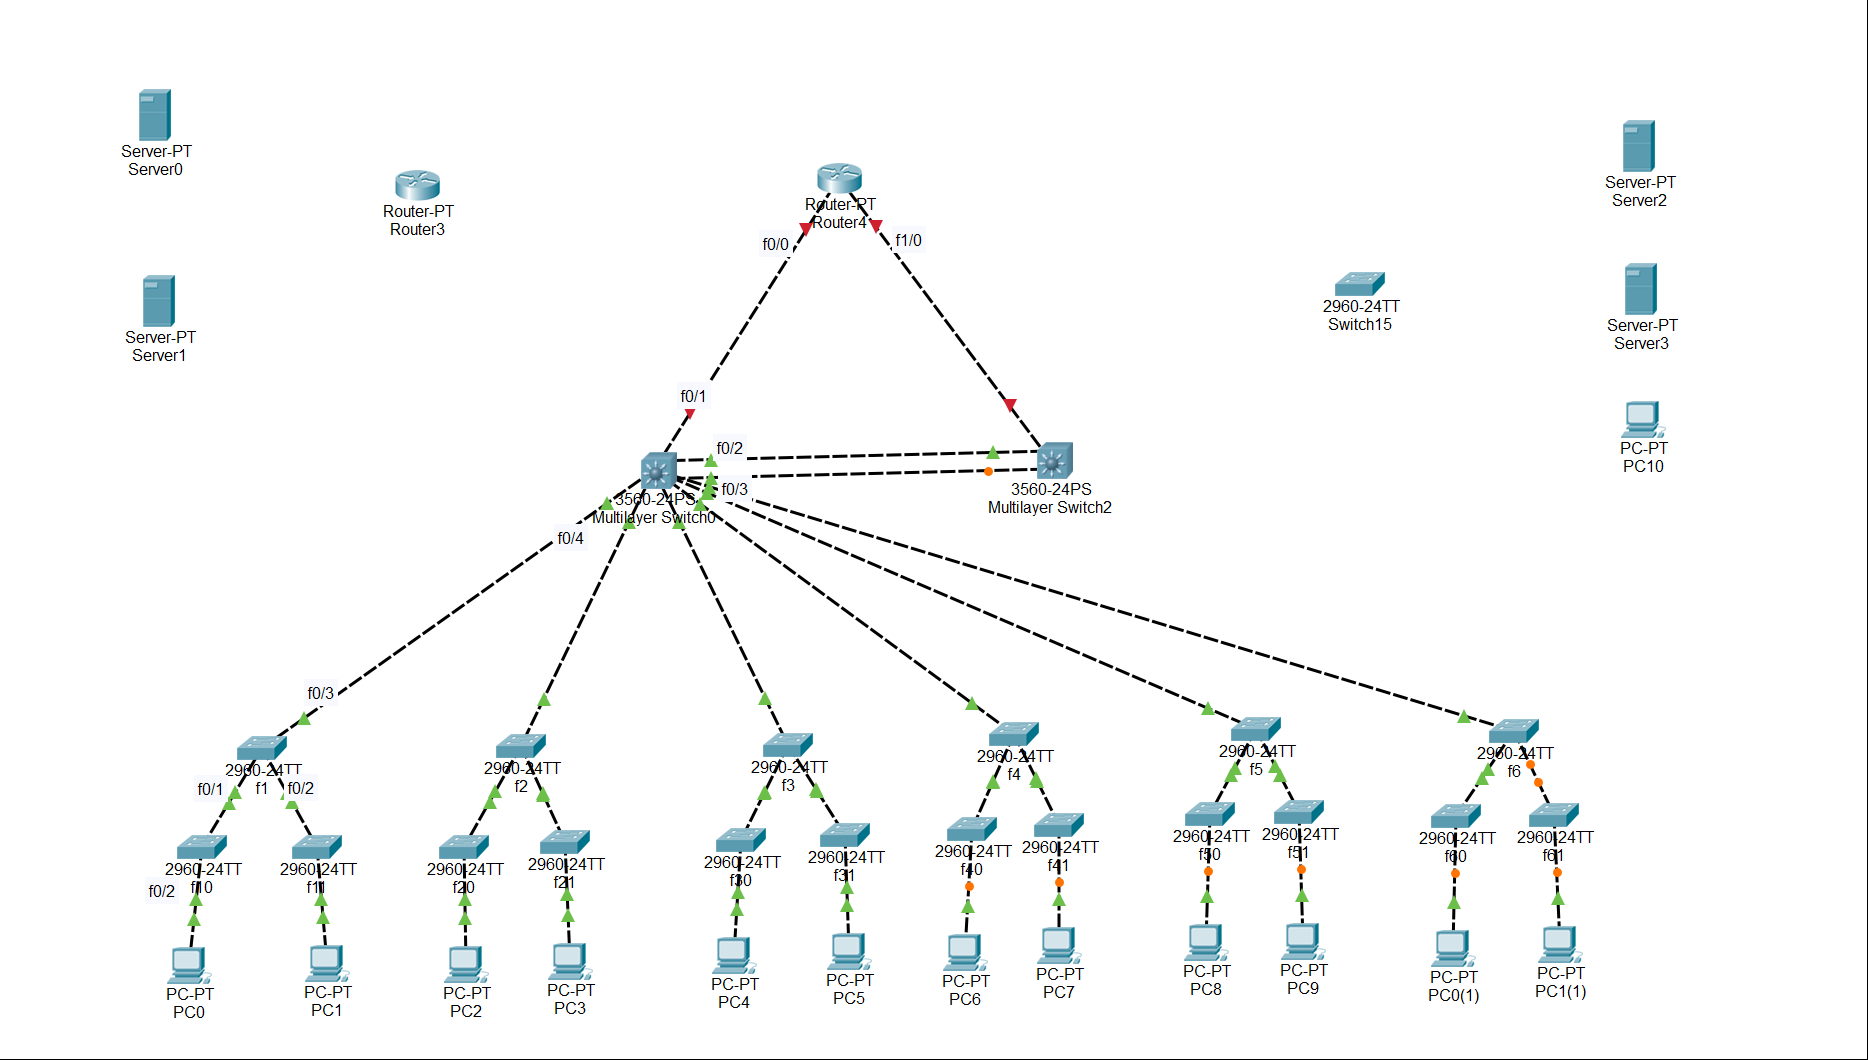 Server-PT
Server0
Router-PT
Router3
Server-PT
Server1
Router-PT
Router4
f0/0
f1/0
Server-PT
Server2
2960-24TT
Switch15
Server-PT
Server3
PC-PT
PC10
f0/1
f0/2
f0/3
3560-24PS
Multilayer Switch0
3560-24PS
Multilayer Switch2
f0/4
f0/3
2960-24TT
f1
f0/1
f0/2
2960-24TT
f2
2960-24TT
f3
2960-24TT
f4
2960-24TT
f5
2960-24TT
f6
2960-24TT
f10
f0/2
2960-24TT
f11
2960-24TT
f20
2960-24TT
f21
2960-24TT
f30
2960-24TT
f31
2960-24TT
f40
2960-24TT
f41
2960-24TT
f50
2960-24TT
f51
2960-24TT
f60
2960-24TT
f61
PC-PT
PC0
PC-PT
PC1
PC-PT
PC2
PC-PT
PC3
PC-PT
PC4
PC-PT
PC5
PC-PT
PC6
PC-PT
PC7
PC-PT
PC8
PC-PT
PC9
PC-PT
PC0(1)
PC-PT
PC1(1)